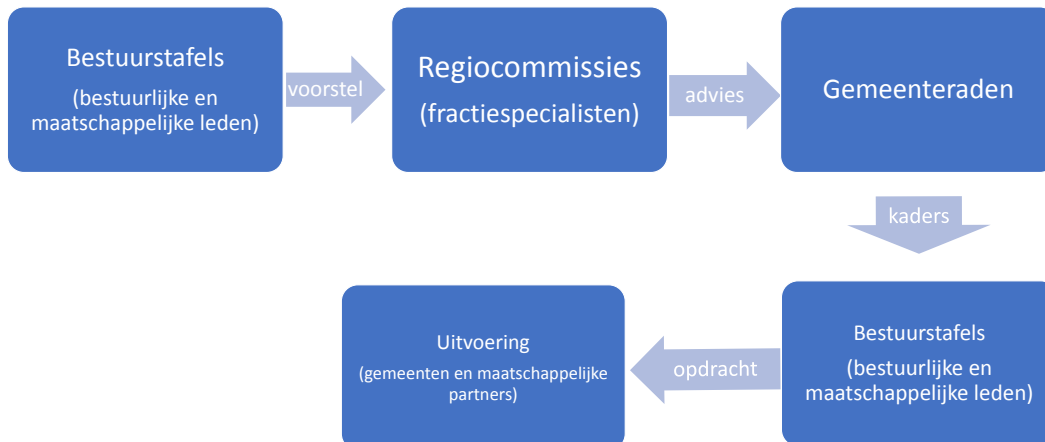 Bestuurstafels
(bestuurlijke en
maatschappelijke leden)
voorstel
Regiocommissies
(fractiespecialisten)
advies
Gemeenteraden
kaders
Bestuurstafels
(bestuurlijke en
maatschappelijke leden)
opdracht
Uitvoering
(gemeenten en maatschappelijke
partners)